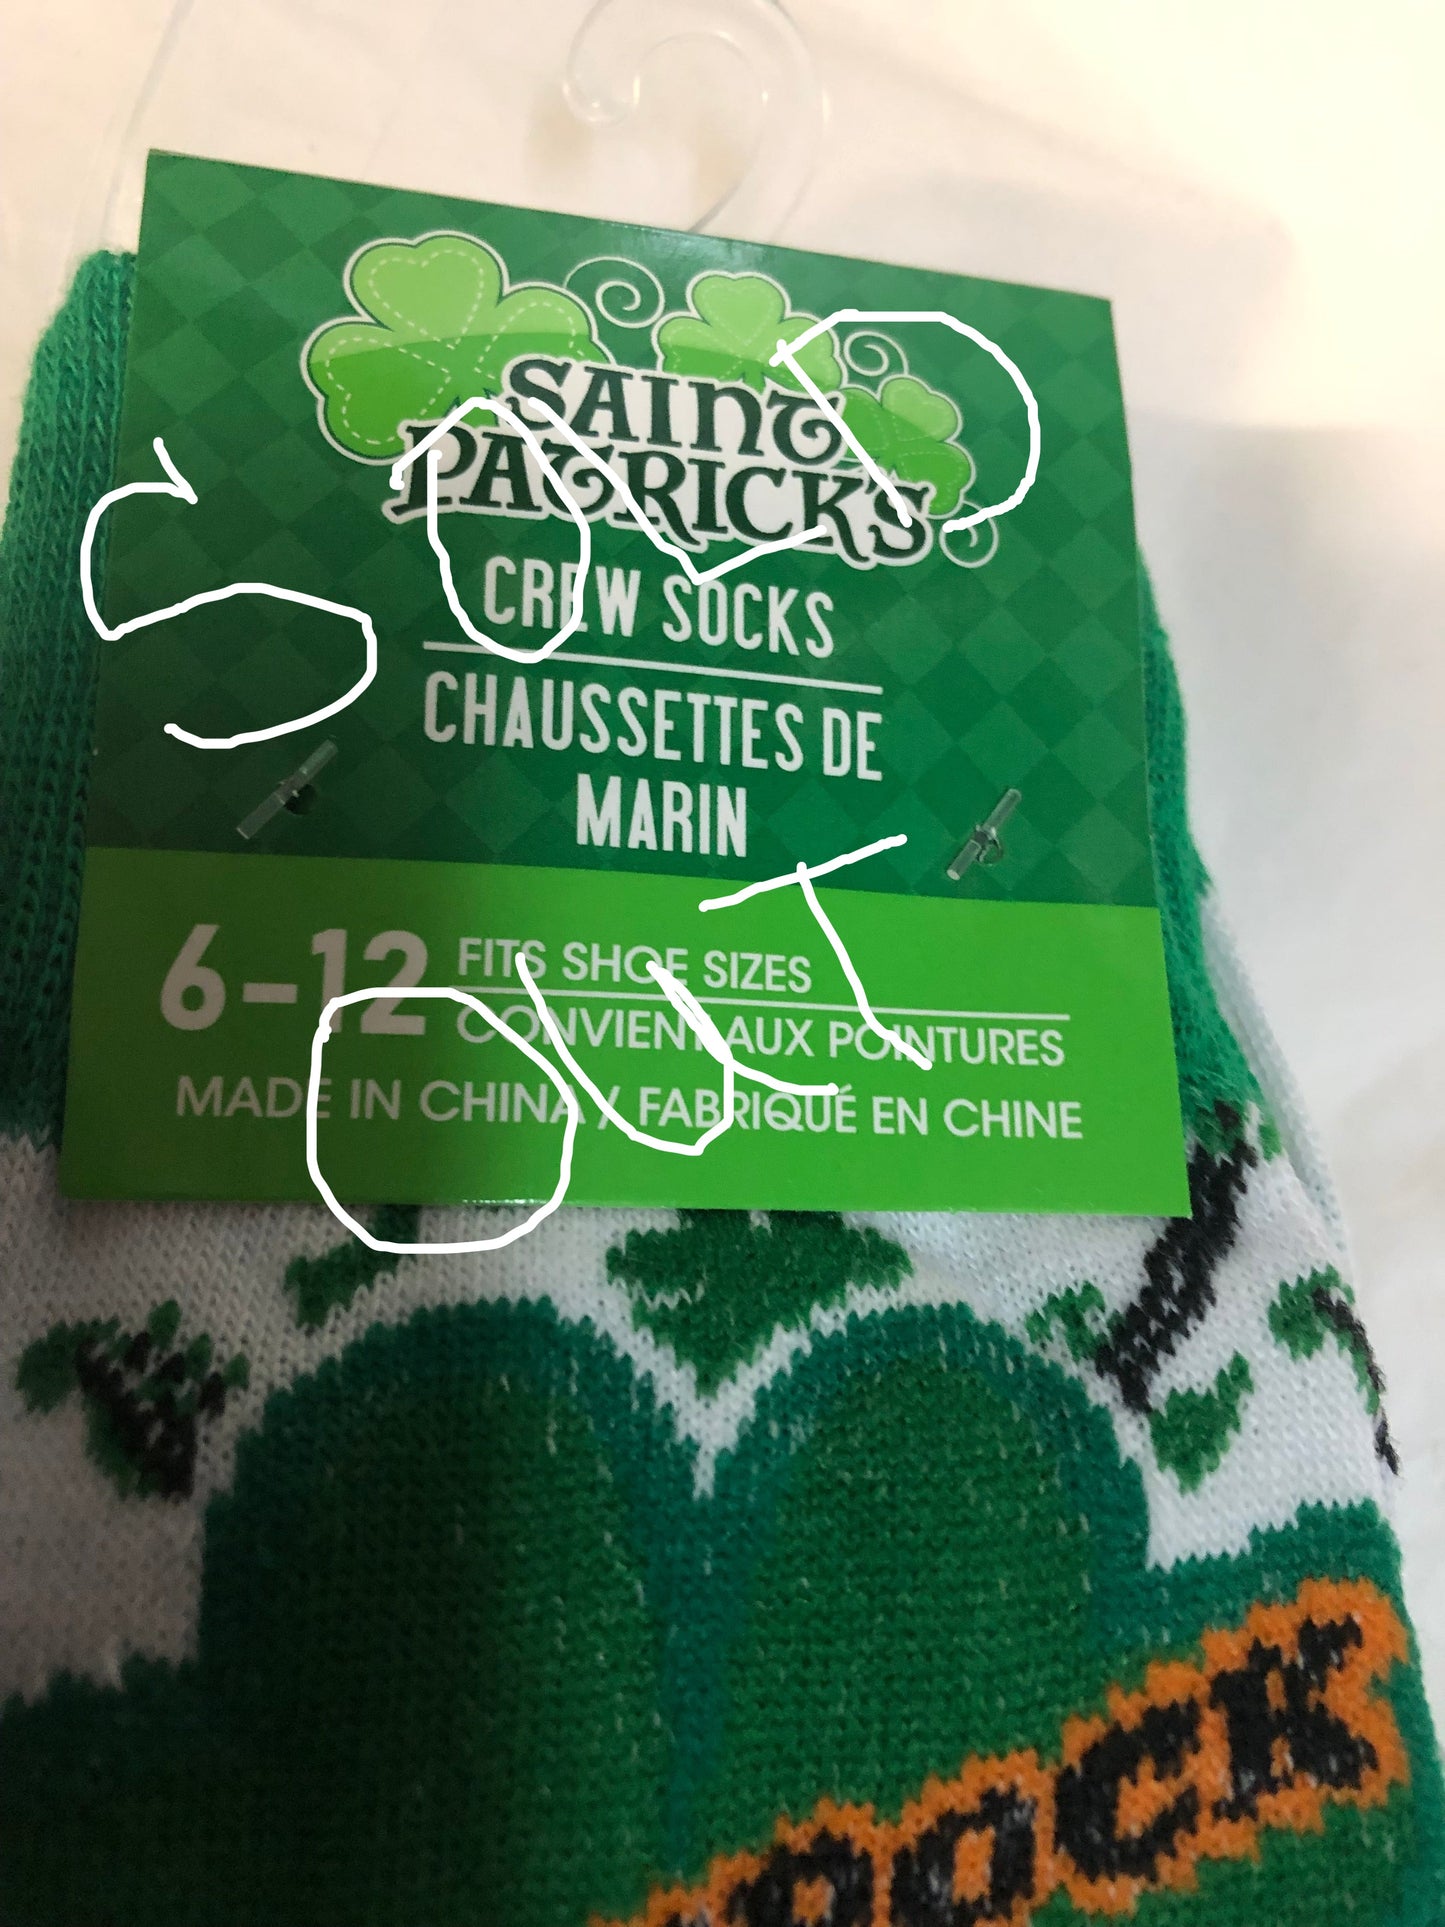 SAINT
PATRICKS
CREW SOCKS
CHAUSSETTES DE
MARIN
SOLD
OUT
6-12 FITS SHOE SIZES
CONVIENT AUX POINTURES
MADE IN CHINA / FABRIQUÉ EN CHINE